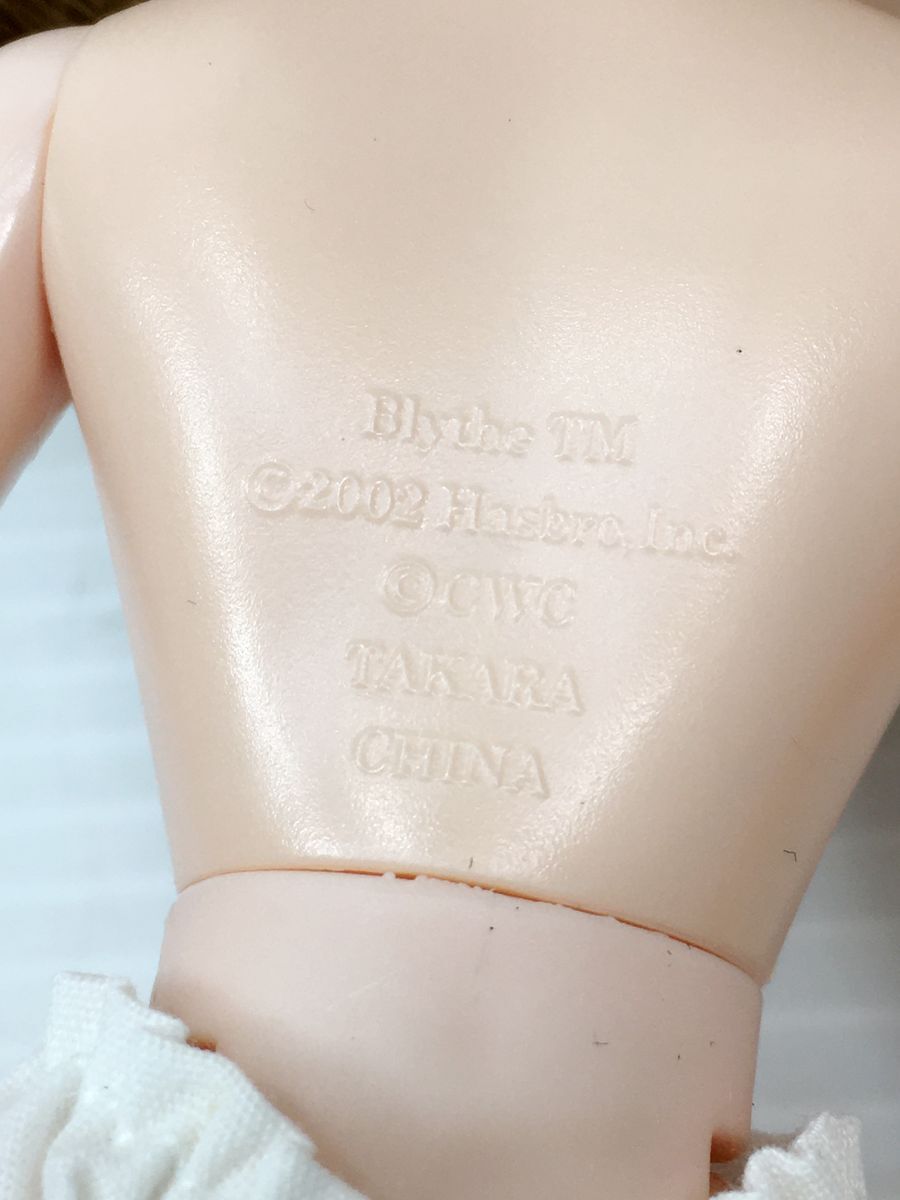 Blythe TM
©2002 Hasbro, Inc.
©CWC
TAKARA
CHINA